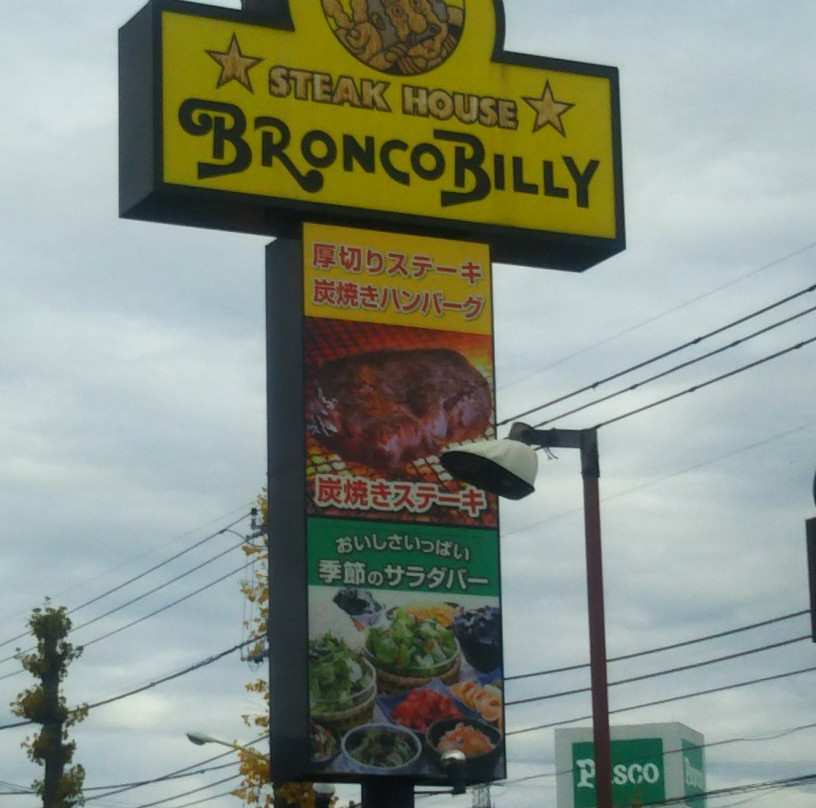 STEAK HOUSE
BRONCOBILLY
厚切りステーキ
炭焼きハンバーグ
炭焼きステーキ
おいしさいっぱい
季節のサラダバー
Pasco